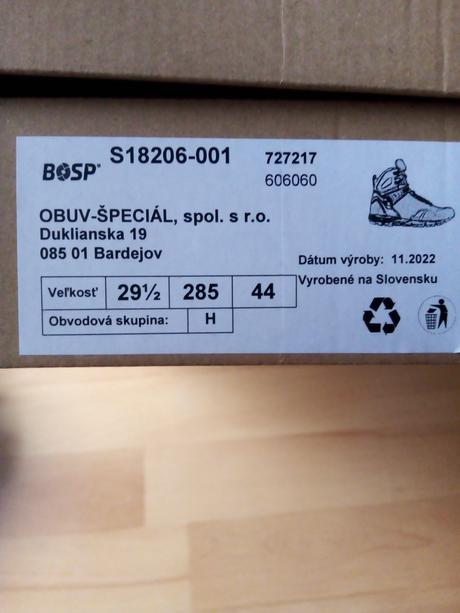 BOSP® S18206-001 727217
606060
OBUV-ŠPECIÁL, spol. s r.o.
Duklianska 19
085 01 Bardejov
Dátum výroby: 11.2022
Vyrobené na Slovensku
Veľkosť 29½ 285 44
Obvodová skupina: H